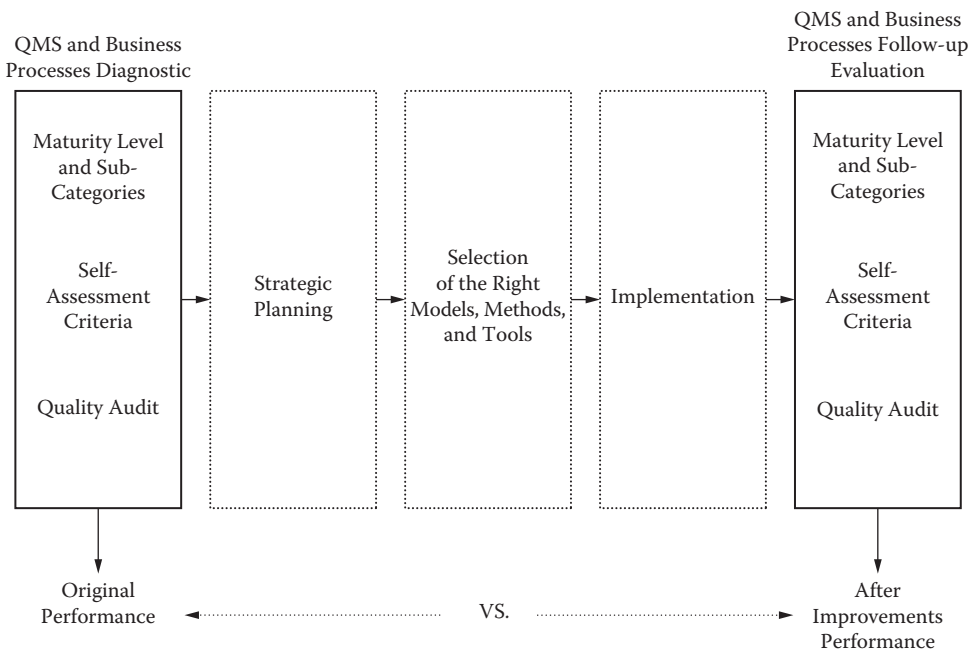 QMS and Business
Processes Diagnostic
QMS and Business
Processes Follow-up
Evaluation
Maturity Level
and Sub-
Categories
Self-
Assessment
Criteria
Quality Audit
Strategic
Planning
Selection
of the Right
Models, Methods,
and Tools
Implementation
Maturity Level
and Sub-
Categories
Self-
Assessment
Criteria
Quality Audit
Original
Performance
VS.
After
Improvements
Performance